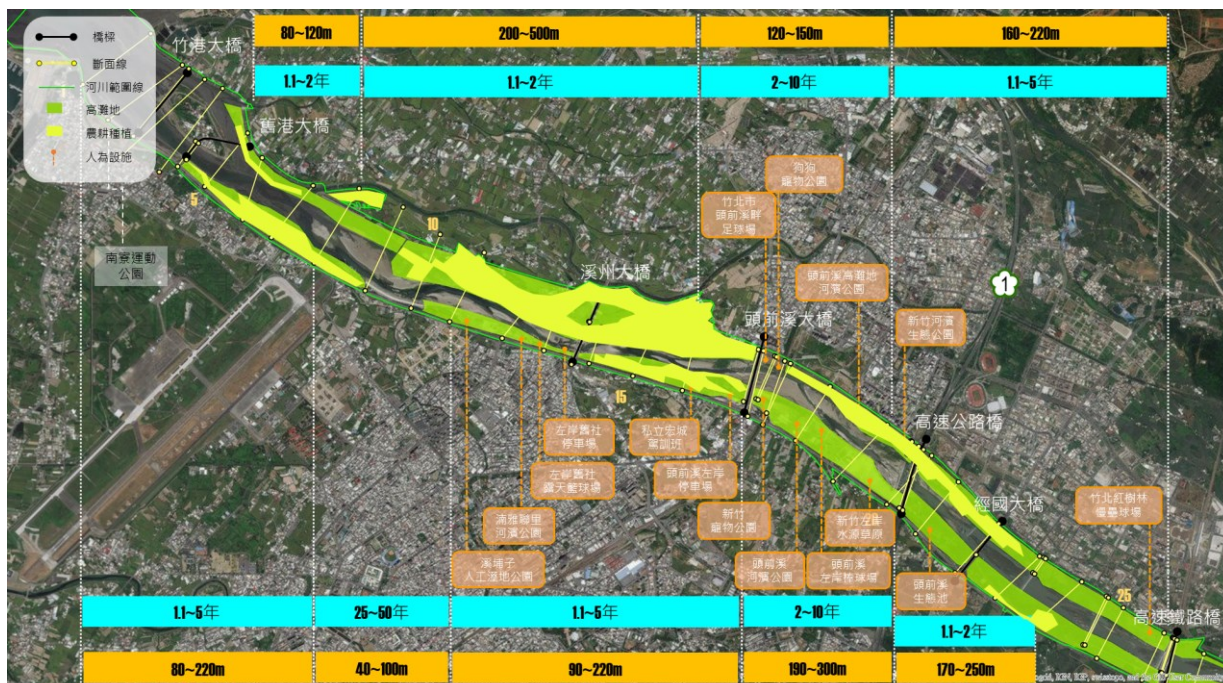 80~120m
200~500m
120~150m
160~220m
1.1~2年
1.1~2年
2~10年
1.1~5年
橋樑
斷面線
河川範圍線
高灘地
農耕種植
人為設施
竹港大橋
舊港大橋
5
10
南寮運動
公園
溪州大橋
狗狗
寵物公園
竹北市
頭前溪畔
足球場
頭前溪高灘地
河濱公園
1
頭前溪大橋
新竹河濱
生態公園
15
左岸舊社
停車場
私立忠城
駕訓班
高速公路橋
左岸舊社
露天籃球場
頭前溪左岸
停車場
經國大橋
竹北紅樹林
慢壘球場
湳雅聯里
河濱公園
新竹
寵物公園
新竹左岸
水源草原
溪埔子
人工溼地公園
頭前溪
河濱公園
頭前溪
左岸棒球場
頭前溪
生態池
25
高速鐵路橋
1.1~5年
25~50年
1.1~5年
2~10年
1.1~2年
80~220m
40~100m
90~220m
190~300m
170~250m